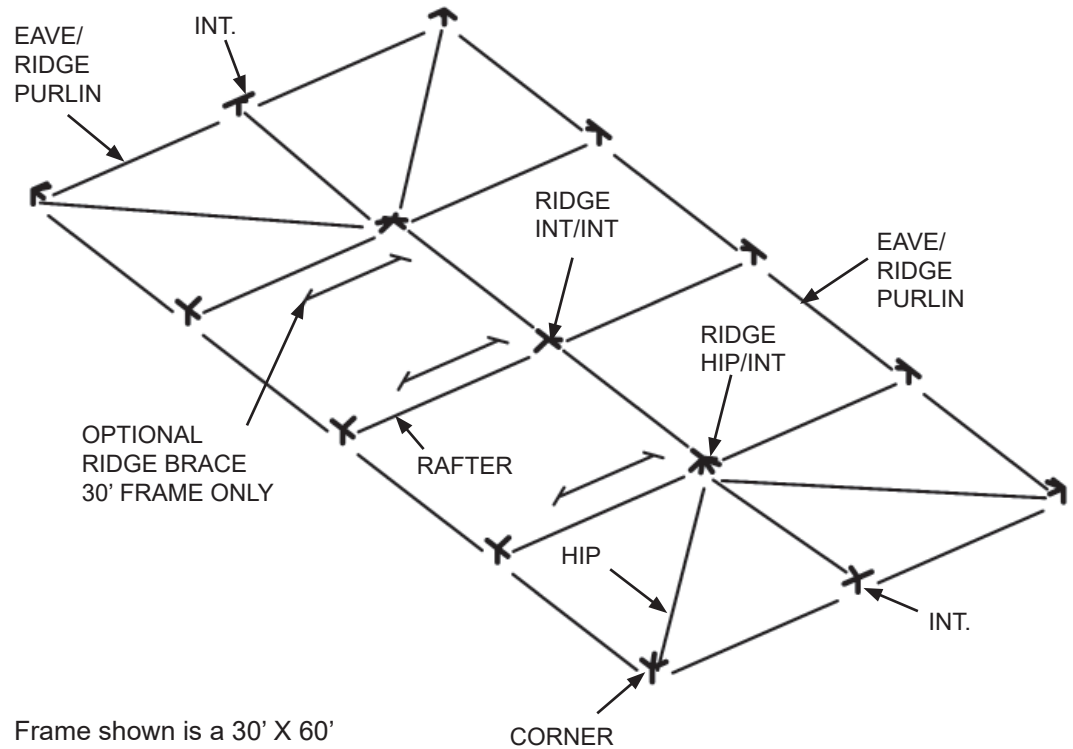 INT.
EAVE/
RIDGE
PURLIN
RIDGE
INT/INT
EAVE/
RIDGE
PURLIN
RIDGE
HIP/INT
OPTIONAL
RIDGE BRACE
30’ FRAME ONLY
RAFTER
HIP
INT.
CORNER
Frame shown is a 30’ X 60’